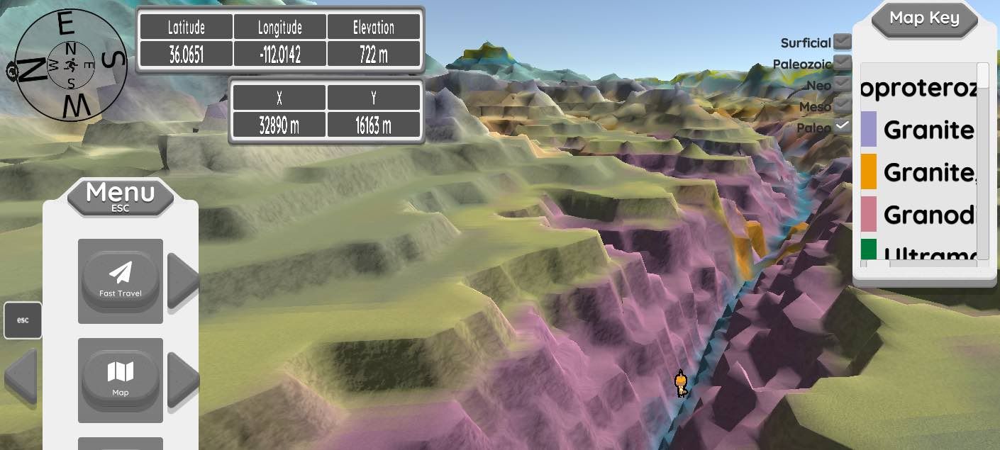 E
N
S
W
N
W
E
S
Latitude Longitude Elevation
36.0651 -112.0142 722 m
X Y
32890 m 16163 m
Map Key
Surficial
Paleozoic
Neo
Meso
Paleo
oproteroz
Granite
Granite,
Granod
Ultrama
Menu
ESC
Fast Travel
esc
Map